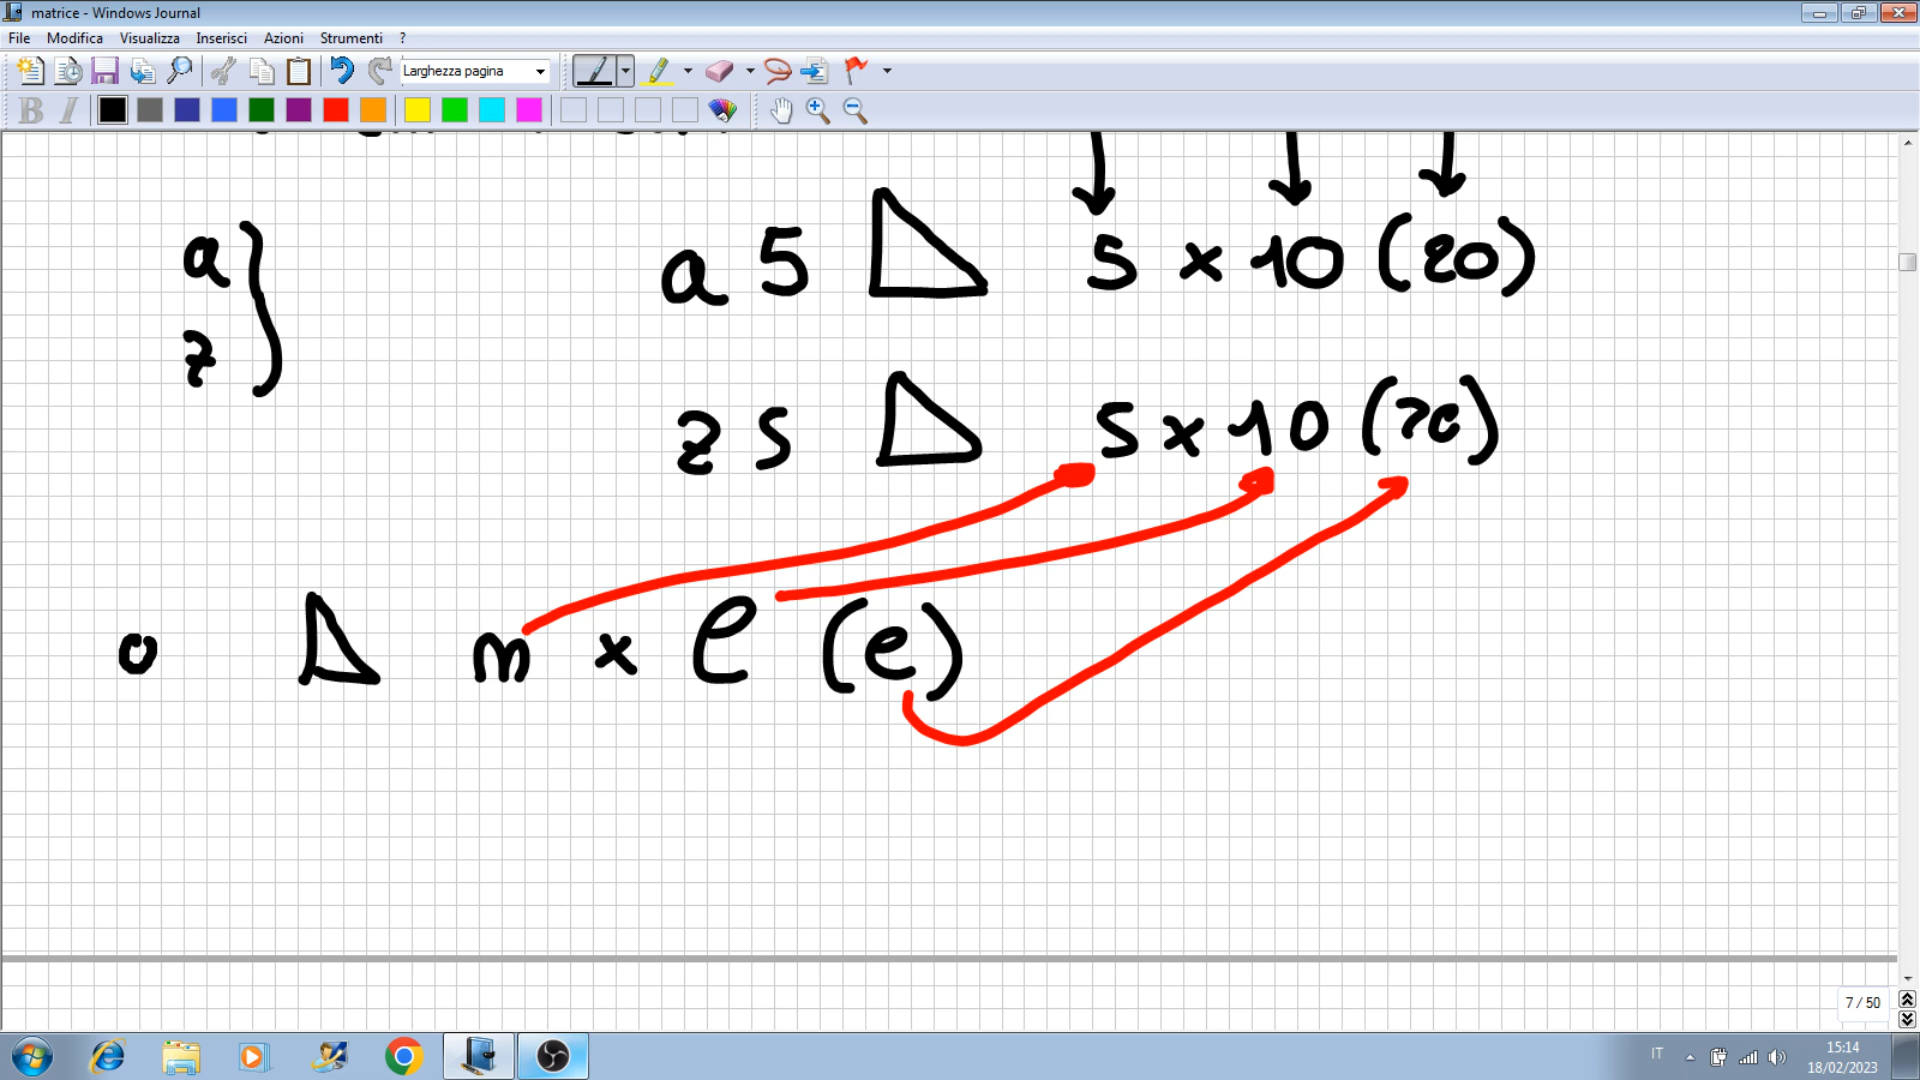 matrice - Windows Journal
File Modifica Visualizza Inserisci Azioni Strumenti ?
Larghezza pagina
B I
a 5 5 x 10 (20)
a
z
z 5 5 x 10 (20)
o m x l (e)
7 / 50
IT
15:14
18/02/2023